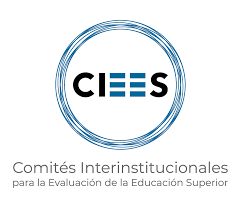 CIEES
Comités Interinstitucionales
para la Evaluación de la Educación Superior